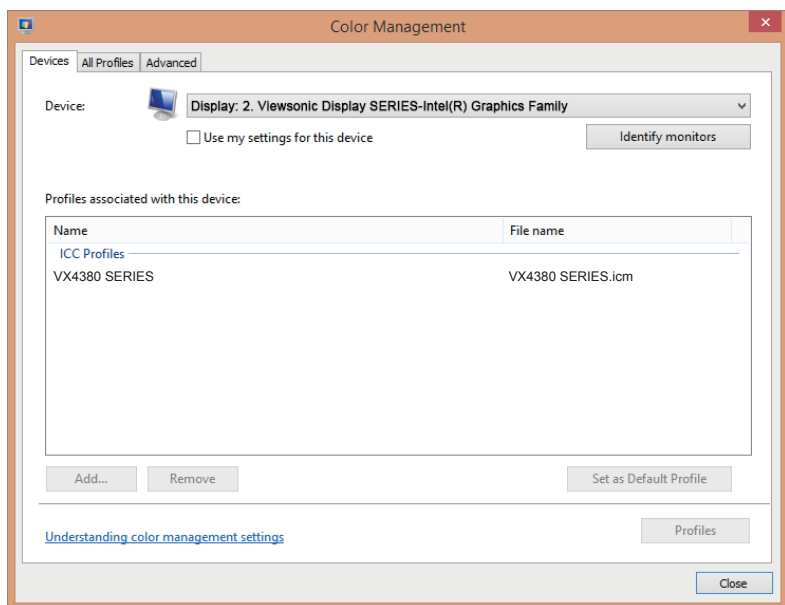 Color Management
Devices All Profiles Advanced
Device: Display: 2. Viewsonic Display SERIES-Intel(R) Graphics Family
Use my settings for this device Identify monitors
Profiles associated with this device:
Name File name
ICC Profiles
VX4380 SERIES VX4380 SERIES.icm
Add... Remove Set as Default Profile
Understanding color management settings Profiles
Close